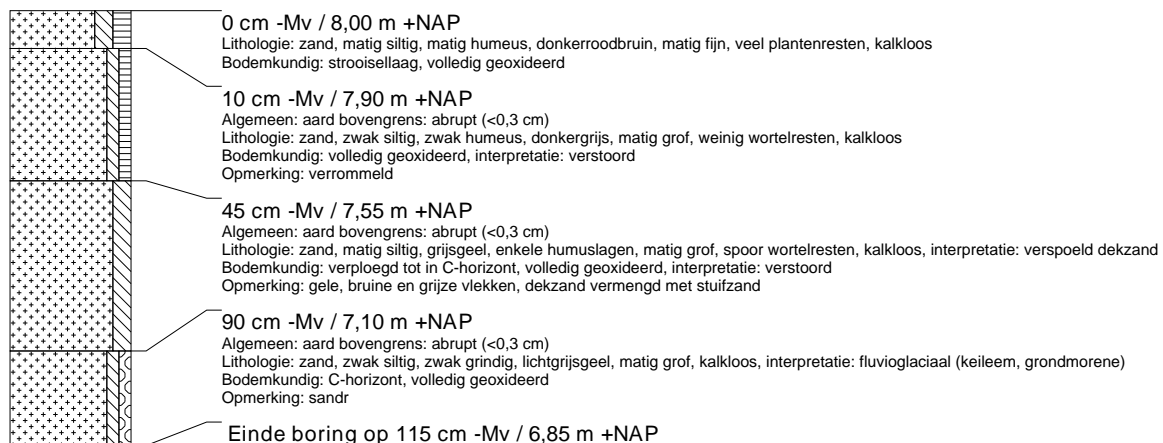 0 cm -Mv / 8,00 m +NAP
Lithologie: zand, matig siltig, matig humeus, donkerroodbruin, matig fijn, veel plantenresten, kalkloos
Bodemkundig: strooisellaag, volledig geoxideerd
10 cm -Mv / 7,90 m +NAP
Algemeen: aard bovengrens: abrupt (<0,3 cm)
Lithologie: zand, zwak siltig, zwak humeus, donkergrijs, matig grof, weinig wortelresten, kalkloos
Bodemkundig: volledig geoxideerd, interpretatie: verstoord
Opmerking: verrommeld
45 cm -Mv / 7,55 m +NAP
Algemeen: aard bovengrens: abrupt (<0,3 cm)
Lithologie: zand, matig siltig, grijsgeel, enkele humuslagen, matig grof, spoor wortelresten, kalkloos, interpretatie: verspoeld dekzand
Bodemkundig: verploegd tot in C-horizont, volledig geoxideerd, interpretatie: verstoord
Opmerking: gele, bruine en grijze vlekken, dekzand vermengd met stuifzand
90 cm -Mv / 7,10 m +NAP
Algemeen: aard bovengrens: abrupt (<0,3 cm)
Lithologie: zand, zwak siltig, zwak grindig, lichtgrijsgeel, matig grof, kalkloos, interpretatie: fluvioglaciaal (keileem, grondmorene)
Bodemkundig: C-horizont, volledig geoxideerd
Opmerking: sandr
Einde boring op 115 cm -Mv / 6,85 m +NAP